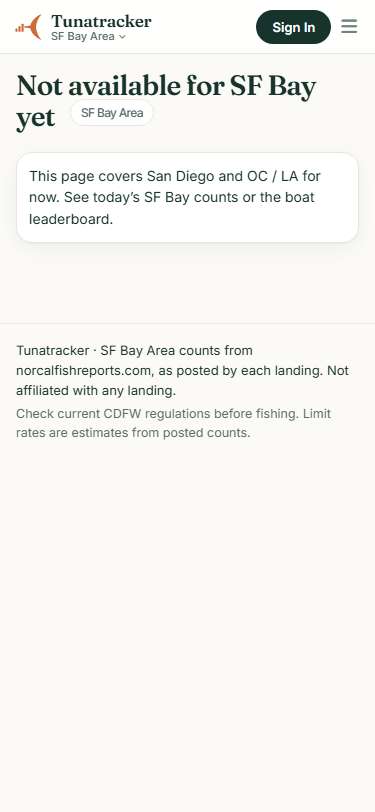 Tunatracker
SF Bay Area
Sign In
Not available for SF Bay
yet
SF Bay Area
This page covers San Diego and OC / LA for
now. See today’s SF Bay counts or the boat
leaderboard.
Tunatracker · SF Bay Area counts from
norcalfishreports.com, as posted by each landing. Not
affiliated with any landing.
Check current CDFW regulations before fishing. Limit
rates are estimates from posted counts.